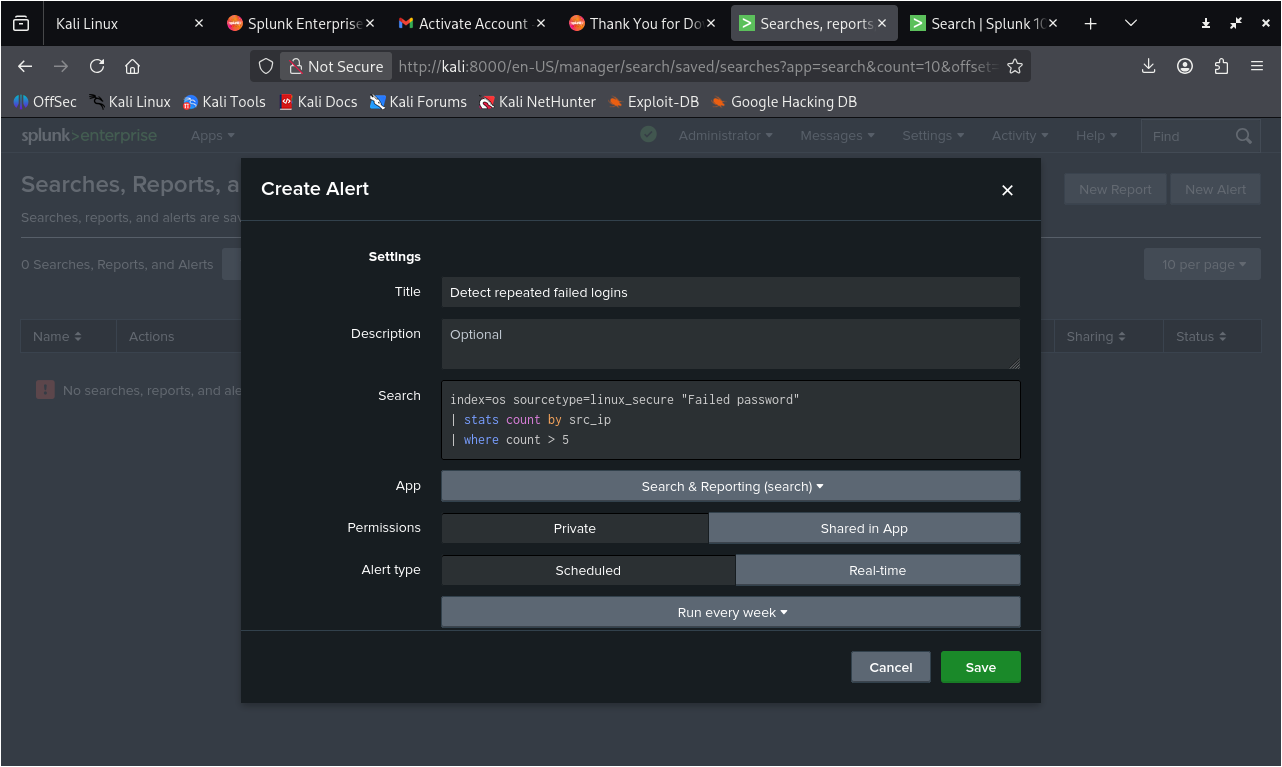 Kali Linux
Splunk Enterprise
Activate Account
Thank You for Do
Searches, reports
Search | Splunk 10
Not Secure
http://kali:8000/en-US/manager/search/saved/searches?app=search&count=10&offset=
OffSec
Kali Linux
Kali Tools
Kali Docs
Kali Forums
Kali NetHunter
Exploit-DB
Google Hacking DB
splunk>enterprise
Apps
Administrator
Messages
Settings
Activity
Help
Find
Searches, Reports, a
New Report
New Alert
Searches, reports, and alerts are sav
0 Searches, Reports, and Alerts
10 per page
Name
Actions
Sharing
Status
No searches, reports, and ale
Create Alert
Settings
Title
Detect repeated failed logins
Description
Optional
Search
index=os sourcetype=linux_secure "Failed password"
| stats count by src_ip
| where count > 5
App
Search & Reporting (search)
Permissions
Private
Shared in App
Alert type
Scheduled
Real-time
Run every week
Cancel
Save